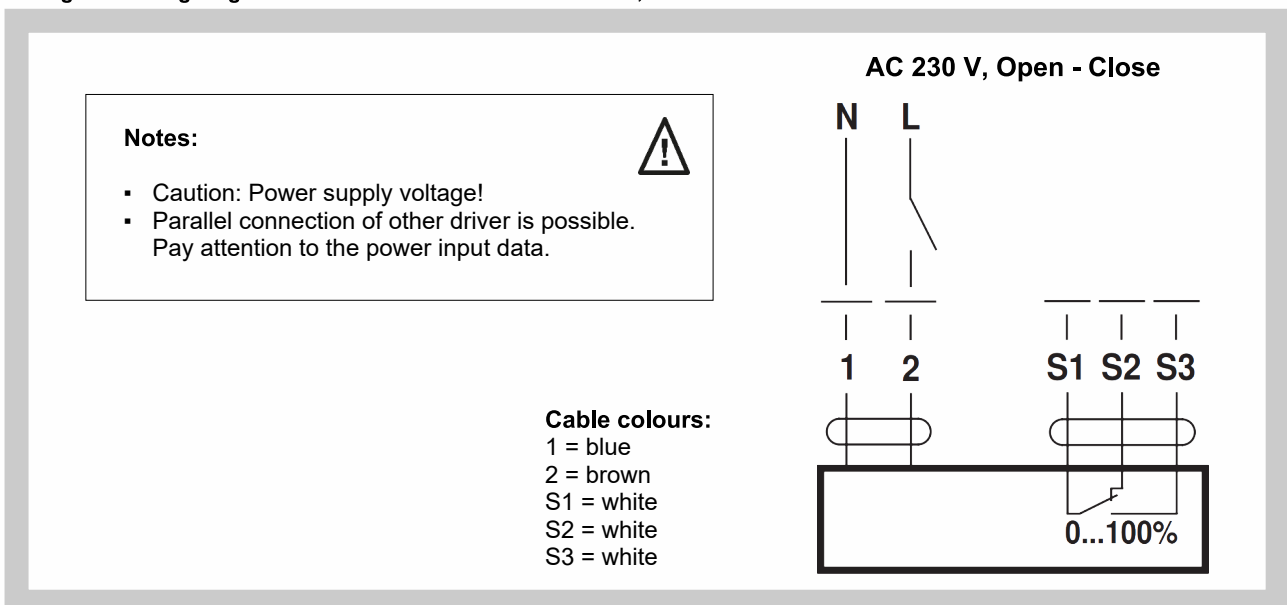 AC 230 V, Open - Close
Notes:
▪ Caution: Power supply voltage!
▪ Parallel connection of other driver is possible.
Pay attention to the power input data.
N L
1 2 S1 S2 S3
Cable colours:
1 = blue
2 = brown
S1 = white
S2 = white
S3 = white
0...100%